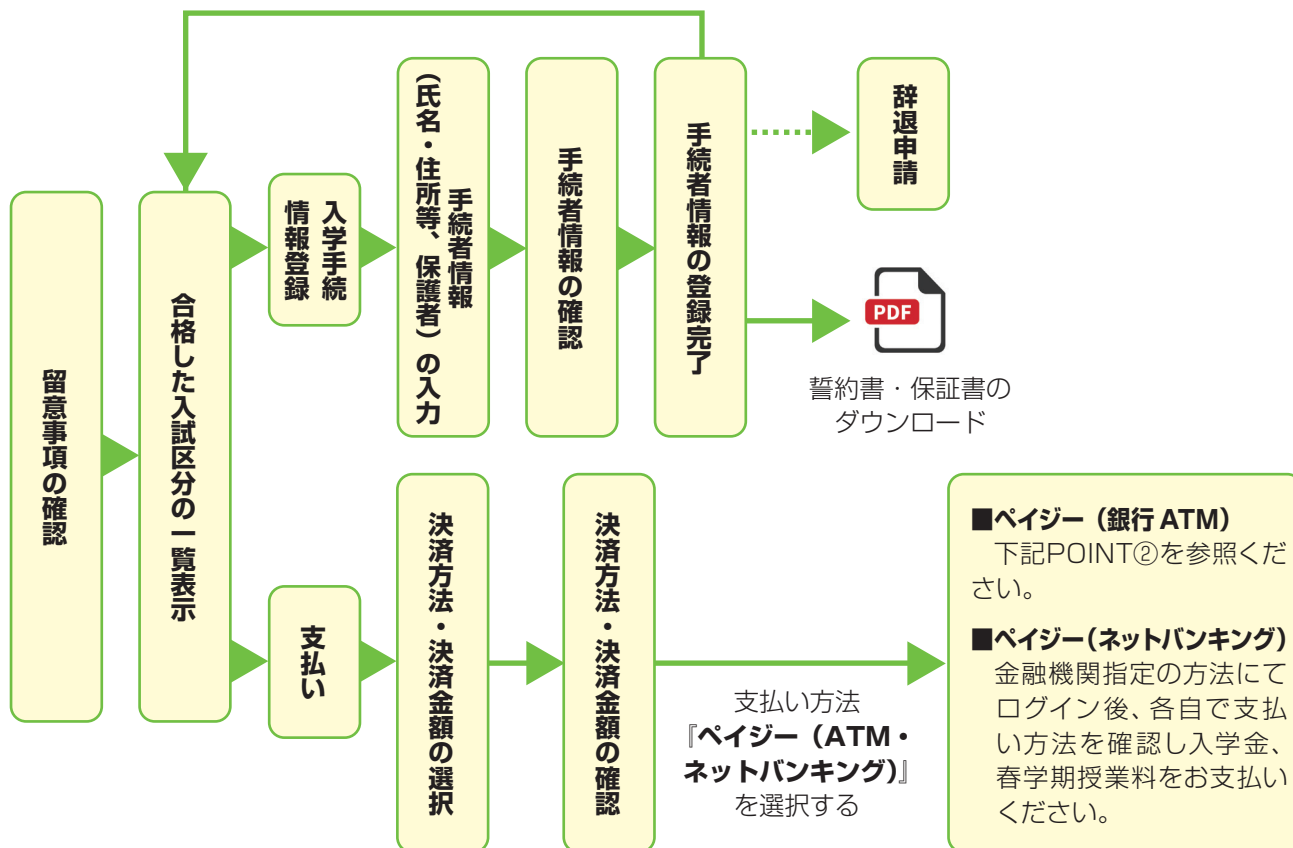 留意事項の確認
合格した入試区分の一覧表示
入学手続
情報登録
手続者情報
（氏名・住所等、保護者）の入力
手続者情報の確認
手続者情報の登録完了
辞退申請
PDF
誓約書・保証書の
ダウンロード
支払い
決済方法・決済金額の選択
決済方法・決済金額の確認
支払い方法
『ペイジー（ATM・
ネットバンキング）』
を選択する
■ペイジー（銀行 ATM）
下記POINT②を参照くだ
さい。
■ペイジー（ネットバンキング）
金融機関指定の方法にて
ログイン後、各自で支払
い方法を確認し入学金、
春学期授業料をお支払い
ください。